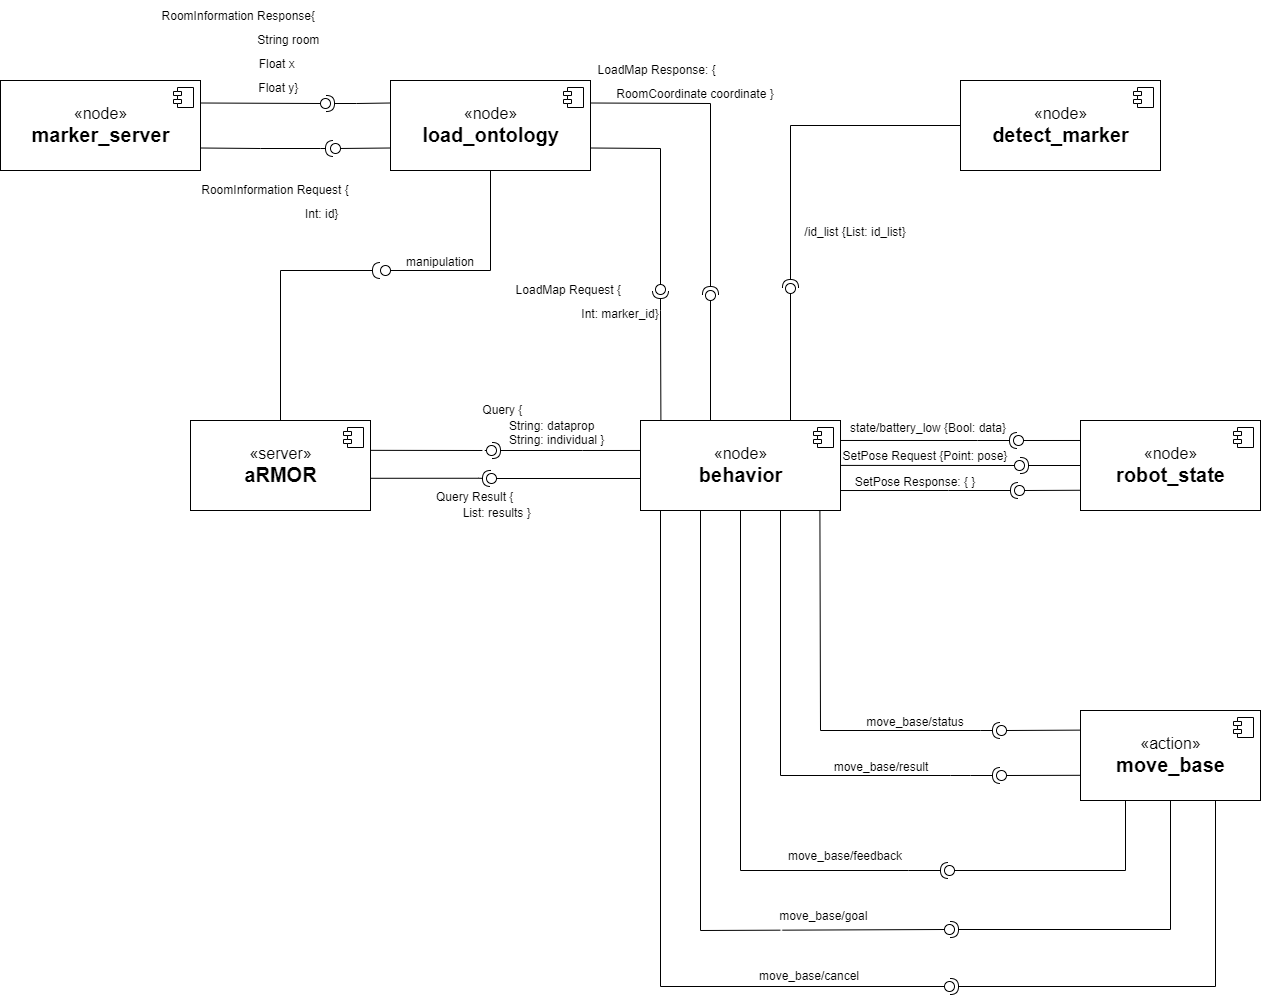 RoomInformation Response{
String room
Float x
Float y}
«node»
marker_server
«node»
load_ontology
LoadMap Response: {
RoomCoordinate coordinate }
«node»
detect_marker
RoomInformation Request {
Int: id}
/id_list {List: id_list}
manipulation
LoadMap Request {
Int: marker_id}
Query {
String: dataprop
String: individual }
«server»
aRMOR
Query Result {
List: results }
«node»
behavior
state/battery_low {Bool: data}
SetPose Request {Point: pose}
SetPose Response: { }
«node»
robot_state
move_base/status
move_base/result
«action»
move_base
move_base/feedback
move_base/goal
move_base/cancel